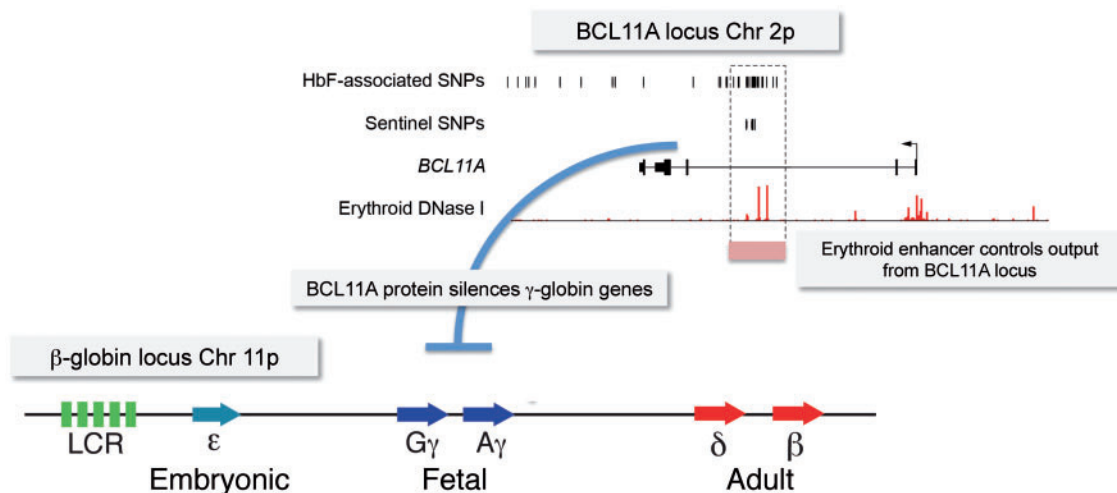 BCL11A locus Chr 2p
HbF-associated SNPs
Sentinel SNPs
BCL11A
Erythroid DNase I
Erythroid enhancer controls output
from BCL11A locus
BCL11A protein silences γ-globin genes
β-globin locus Chr 11p
LCR
ε
Gγ
Aγ
δ
β
Embryonic
Fetal
Adult